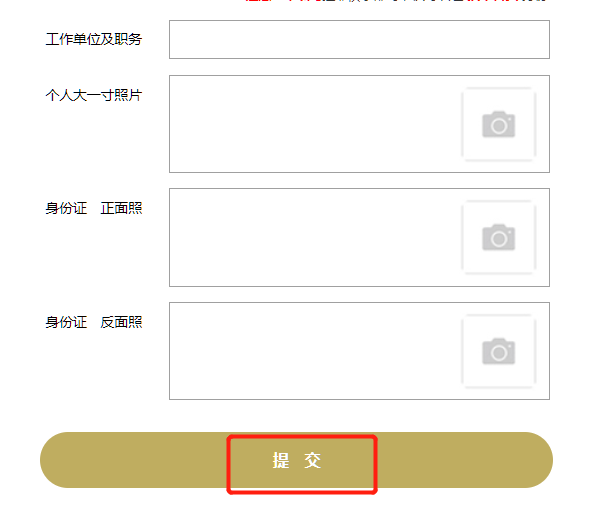 工作单位及职务
个人大一寸照片
身份证 正面照
身份证 反面照
提 交